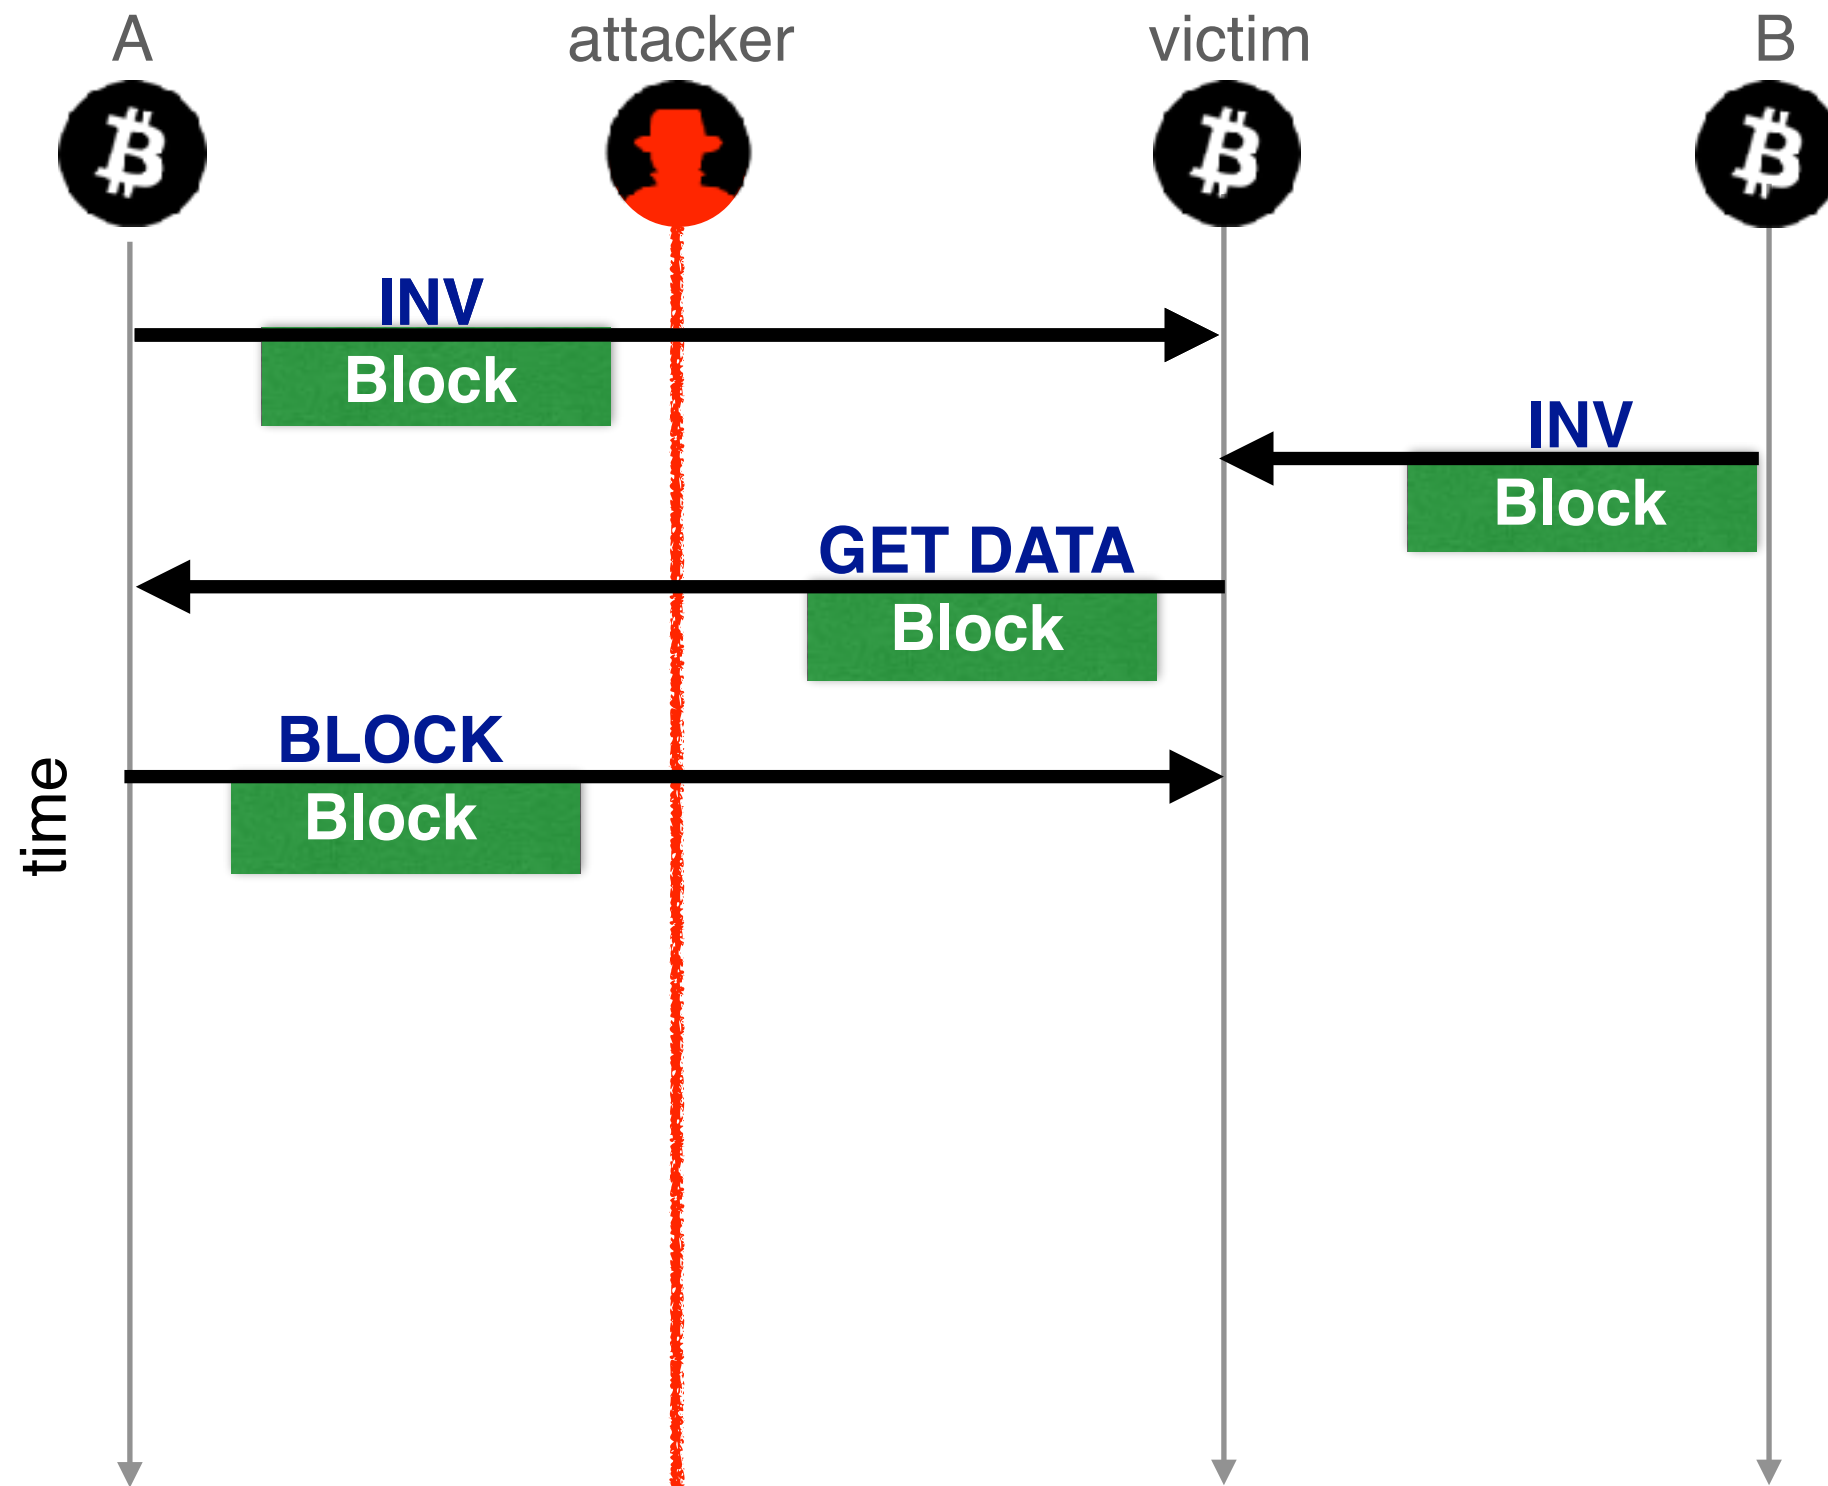 A
attacker
victim
B
INV
Block
INV
Block
GET DATA
Block
BLOCK
Block
time